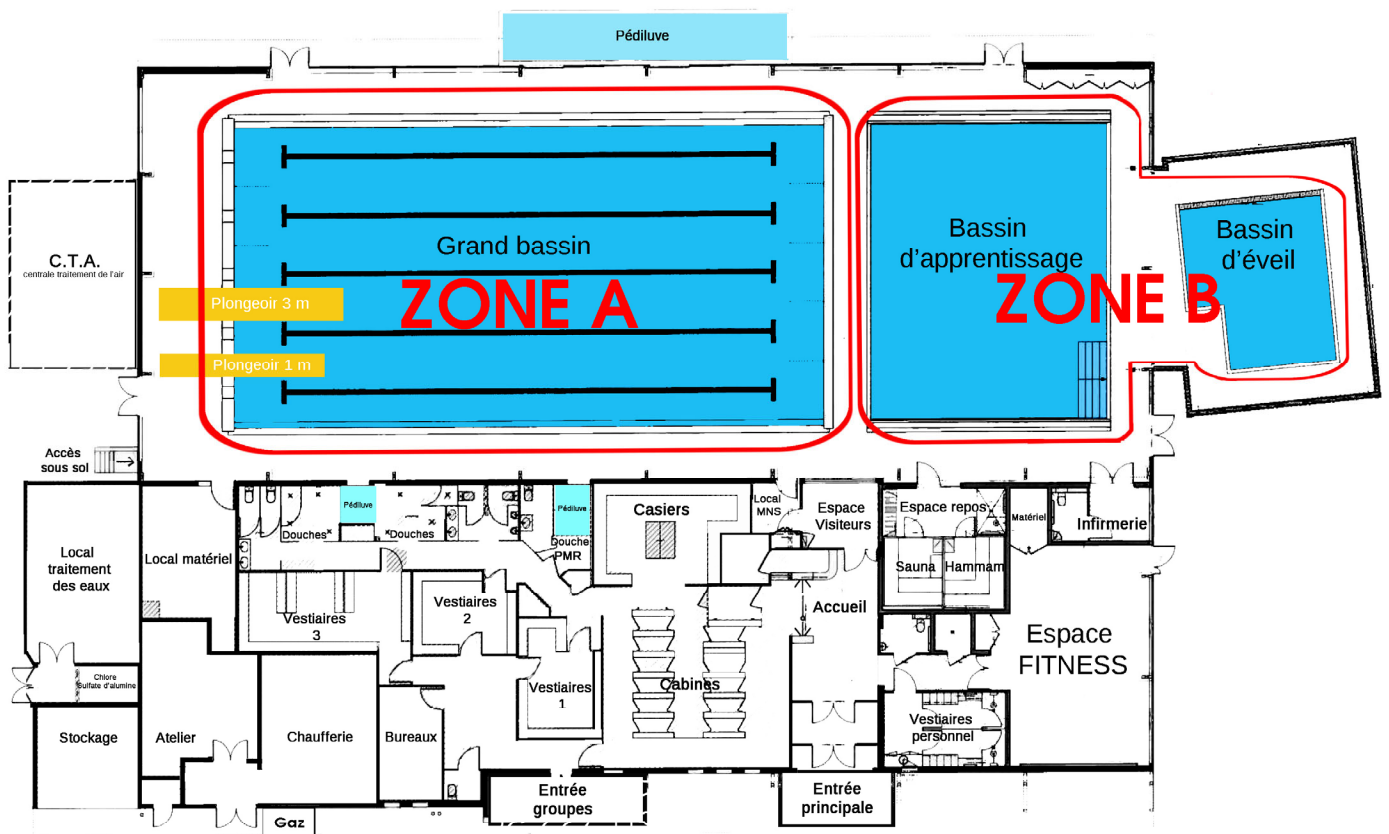 Pédiluve
Grand bassin
ZONE A
Bassin
d'apprentissage
ZONE B
Bassin
d'éveil
C.T.A.
centrale traitement de l'air
Plongeoir 3 m
Plongeoir 1 m
Accès
sous sol
Local
traitement
des eaux
Local matériel
Douches
Pédiluve
Douches
Pédiluve
Douche
PMR
Casiers
Local
MNS
Espace
Visiteurs
Espace repos
Matériel
Infirmerie
Sauna
Hammam
Vestiaires
3
Vestiaires
2
Vestiaires
1
Cabines
Accueil
Espace
FITNESS
Chlore
Sulfate d'alumine
Stockage
Atelier
Chaufferie
Bureaux
Vestiaires
personnel
Entrée
groupes
Entrée
principale
Gaz